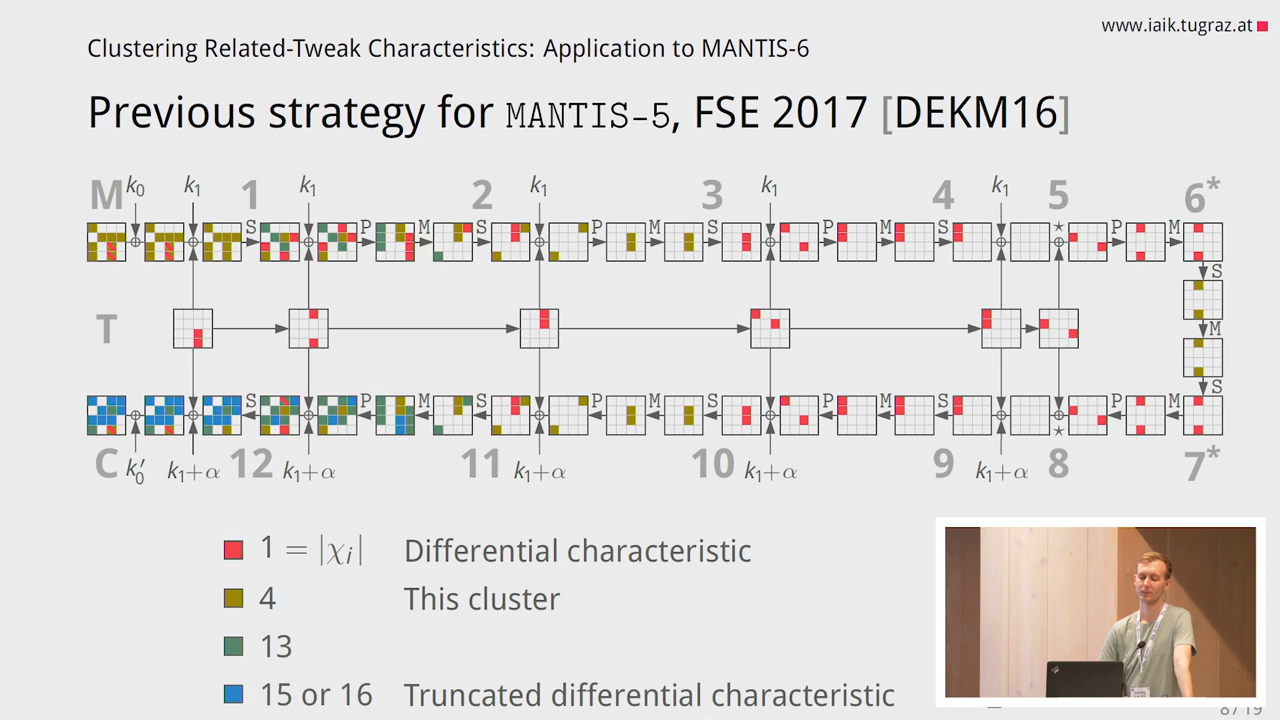 www.iaik.tugraz.at
Clustering Related-Tweak Characteristics: Application to MANTIS-6
Previous strategy for MANTIS-5, FSE 2017 [DEKM16]
M k₀ k₁ 1 k₁ 2 k₁ 3 k₁ 4 k₁ 5 6*
S P M S P M S P M S ⋆ P M
S
T
M
S
S P M S P M S P M S P M
⋆
C k₀′ k₁+α 12 k₁+α 11 k₁+α 10 k₁+α 9 k₁+α 8 7*
1 = |χᵢ| Differential characteristic
4 This cluster
13
15 or 16 Truncated differential characteristic
8/19